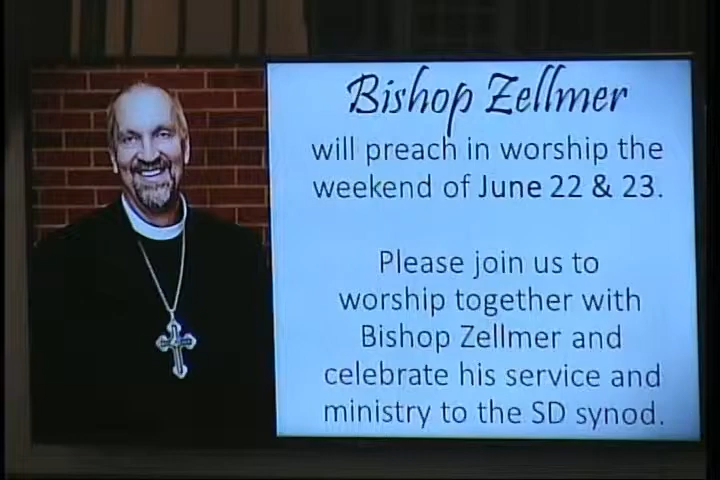 Bishop Zellmer
will preach in worship the
weekend of June 22 & 23.
Please join us to
worship together with
Bishop Zellmer and
celebrate his service and
ministry to the SD synod.